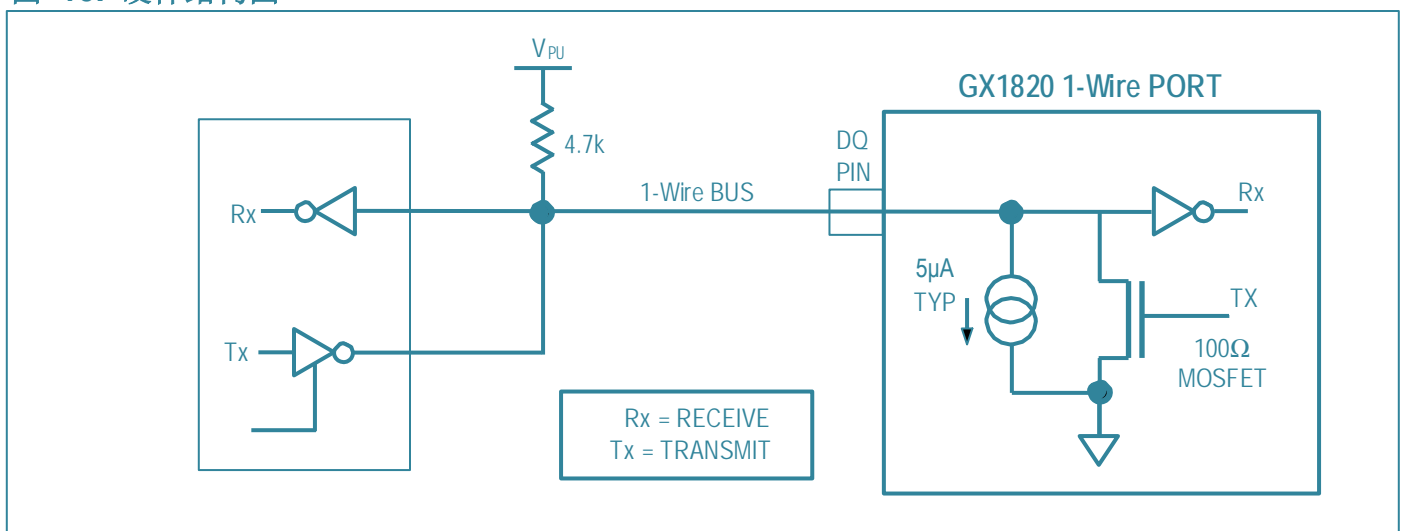 V PU
4.7k
GX1820 1-Wire PORT
DQ
PIN
1-Wire BUS
Rx
Rx
5µA
TYP
TX
100Ω
MOSFET
Tx
Rx = RECEIVE
Tx = TRANSMIT